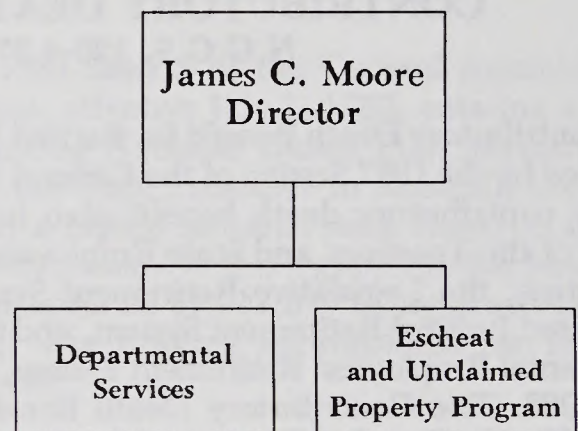 James C. Moore
Director
Departmental
Services
Escheat
and Unclaimed
Property Program